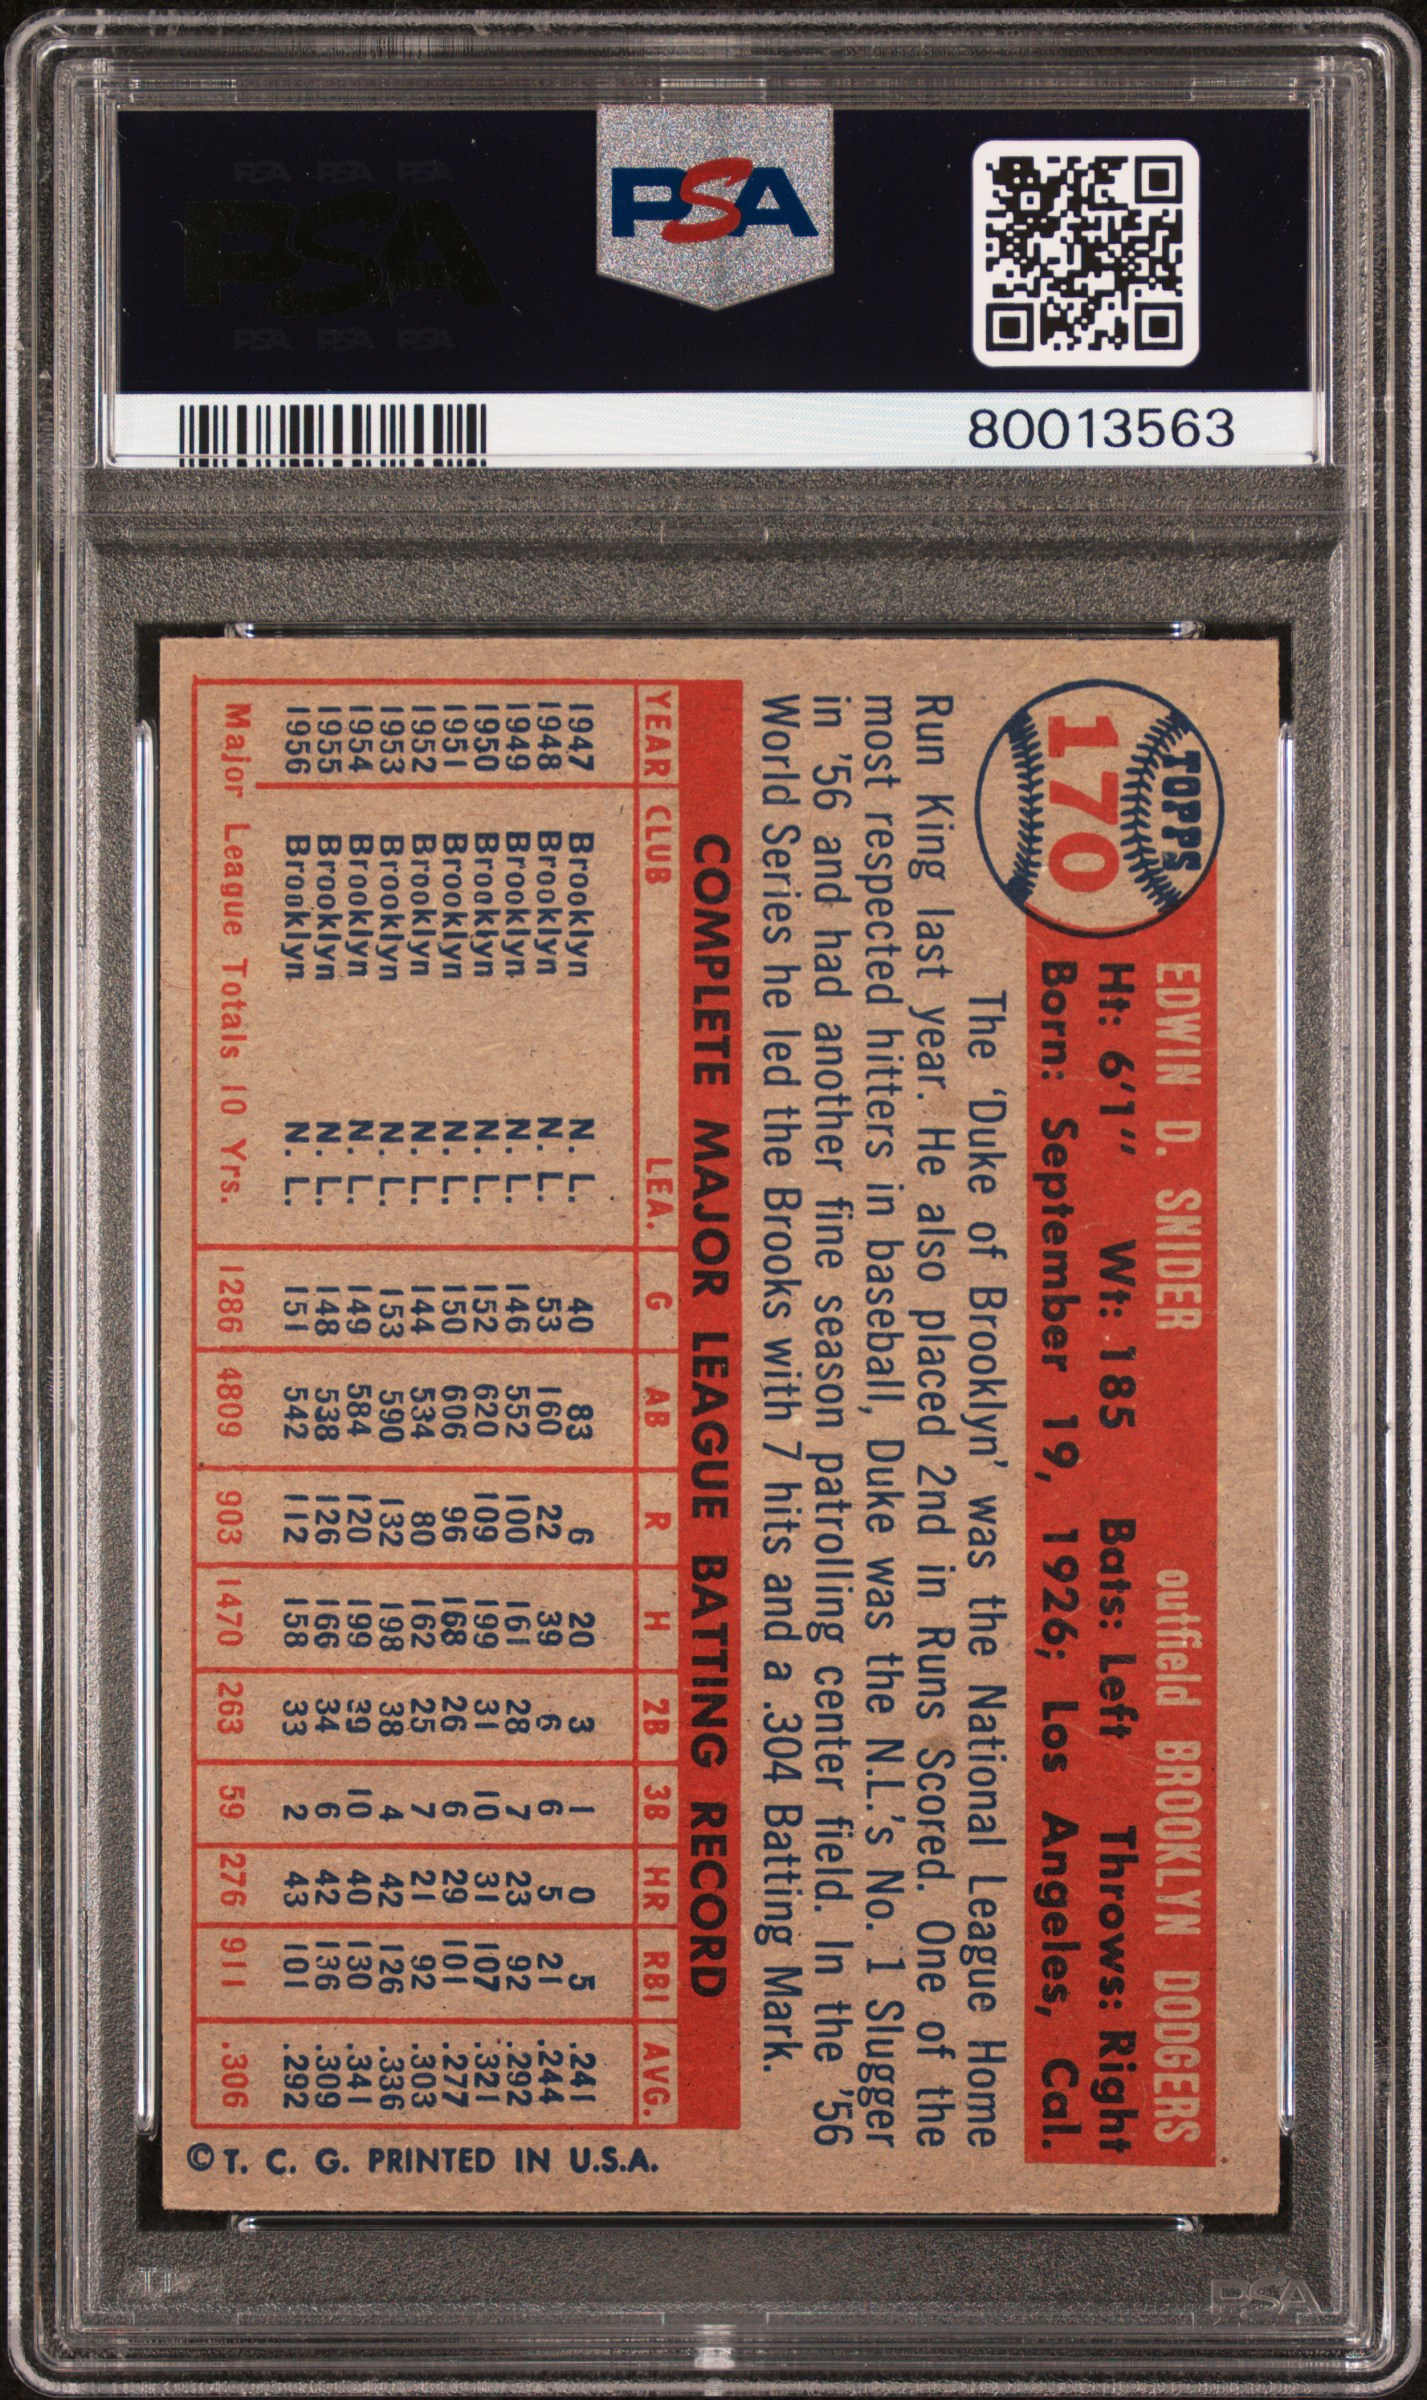 PSA PSA PSA
PSA
PSA PSA PSA
PSA
80013563
TOPPS
170
EDWIN D. SNIDER outfield BROOKLYN DODGERS
Ht: 6'1" Wt: 185 Bats: Left Throws: Right
Born: September 19, 1926; Los Angeles, Cal.
The 'Duke of Brooklyn' was the National League Home
Run King last year. He also placed 2nd in Runs Scored. One of the
most respected hitters in baseball, Duke was the N.L.'s No. 1 Slugger
in '56 and had another fine season patrolling center field. In the '56
World Series he led the Brooks with 7 hits and a .304 Batting Mark.
COMPLETE MAJOR LEAGUE BATTING RECORD
YEAR CLUB LEA. G AB R H 2B 3B HR RBI AVG.
1947 Brooklyn N. L. 40 83 6 20 3 1 0 5 .241
1948 Brooklyn N. L. 53 160 22 39 6 6 5 21 .244
1949 Brooklyn N. L. 146 552 100 161 28 7 23 92 .292
1950 Brooklyn N. L. 152 620 109 199 31 10 31 107 .321
1951 Brooklyn N. L. 150 606 96 168 26 6 29 101 .277
1952 Brooklyn N. L. 144 534 80 162 25 7 21 92 .303
1953 Brooklyn N. L. 153 590 132 198 38 4 42 126 .336
1954 Brooklyn N. L. 149 584 120 199 39 10 40 130 .341
1955 Brooklyn N. L. 148 538 126 166 34 6 42 136 .309
1956 Brooklyn N. L. 151 542 112 158 33 2 43 101 .292
Major League Totals 10 Yrs. 1286 4809 903 1470 263 59 276 911 .306
©T. C. G. PRINTED IN U.S.A.
PSA